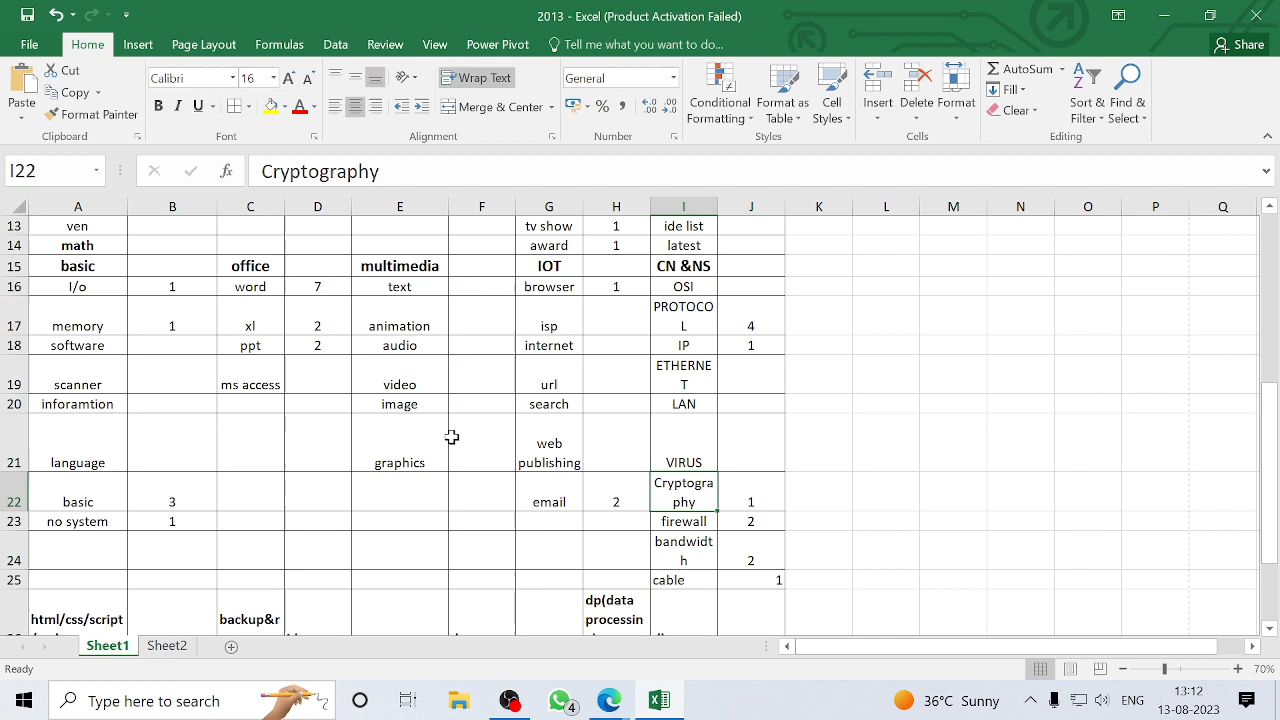 2013 - Excel (Product Activation Failed)
File Home Insert Page Layout Formulas Data Review View Power Pivot Tell me what you want to do... Share
Paste Cut Copy Format Painter Calibri 16 B I U A Wrap Text Merge & Center General % , Conditional Formatting Format as Table Cell Styles Insert Delete Format AutoSum Fill Clear Sort & Filter Find & Select
Clipboard Font Alignment Number Styles Cells Editing
I22 fx Cryptography
A B C D E F G H I J K L M N O P Q
13 ven tv show 1 ide list
14 math award 1 latest
15 basic office multimedia IOT CN &NS
16 I/o 1 word 7 text browser 1 OSI
PROTOCO
17 memory 1 xl 2 animation isp L 4
18 software ppt 2 audio internet IP 1
ETHERNE
19 scanner ms access video url T
20 inforamtion image search LAN
web
21 language graphics publishing VIRUS
Cryptogra
22 basic 3 email 2 phy 1
23 no system 1 firewall 2
bandwidt
24 h 2
25 cable 1
dp(data
html/css/script backup&r processin
Sheet1 Sheet2
Ready 70%
Type here to search 4 36°C Sunny ENG 13:12
13-08-2023